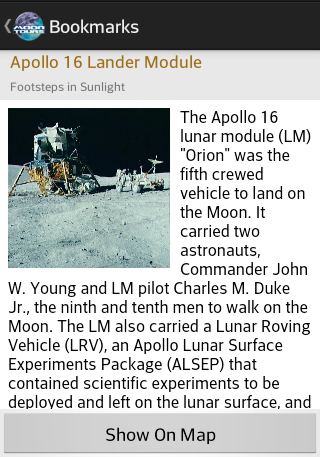 MOON
TOURS
Bookmarks
Apollo 16 Lander Module
Footsteps in Sunlight
The Apollo 16
lunar module (LM)
"Orion" was the
fifth crewed
vehicle to land on
the Moon. It
carried two
astronauts,
Commander John
W. Young and LM pilot Charles M. Duke
Jr., the ninth and tenth men to walk on the
Moon. The LM also carried a Lunar Roving
Vehicle (LRV), an Apollo Lunar Surface
Experiments Package (ALSEP) that
contained scientific experiments to be
deployed and left on the lunar surface, and
Show On Map